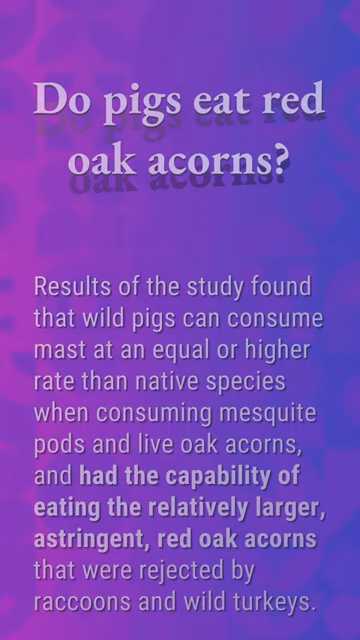 Do pigs eat red
oak acorns?
Results of the study found
that wild pigs can consume
mast at an equal or higher
rate than native species
when consuming mesquite
pods and live oak acorns,
and had the capability of
eating the relatively larger,
astringent, red oak acorns
that were rejected by
raccoons and wild turkeys.